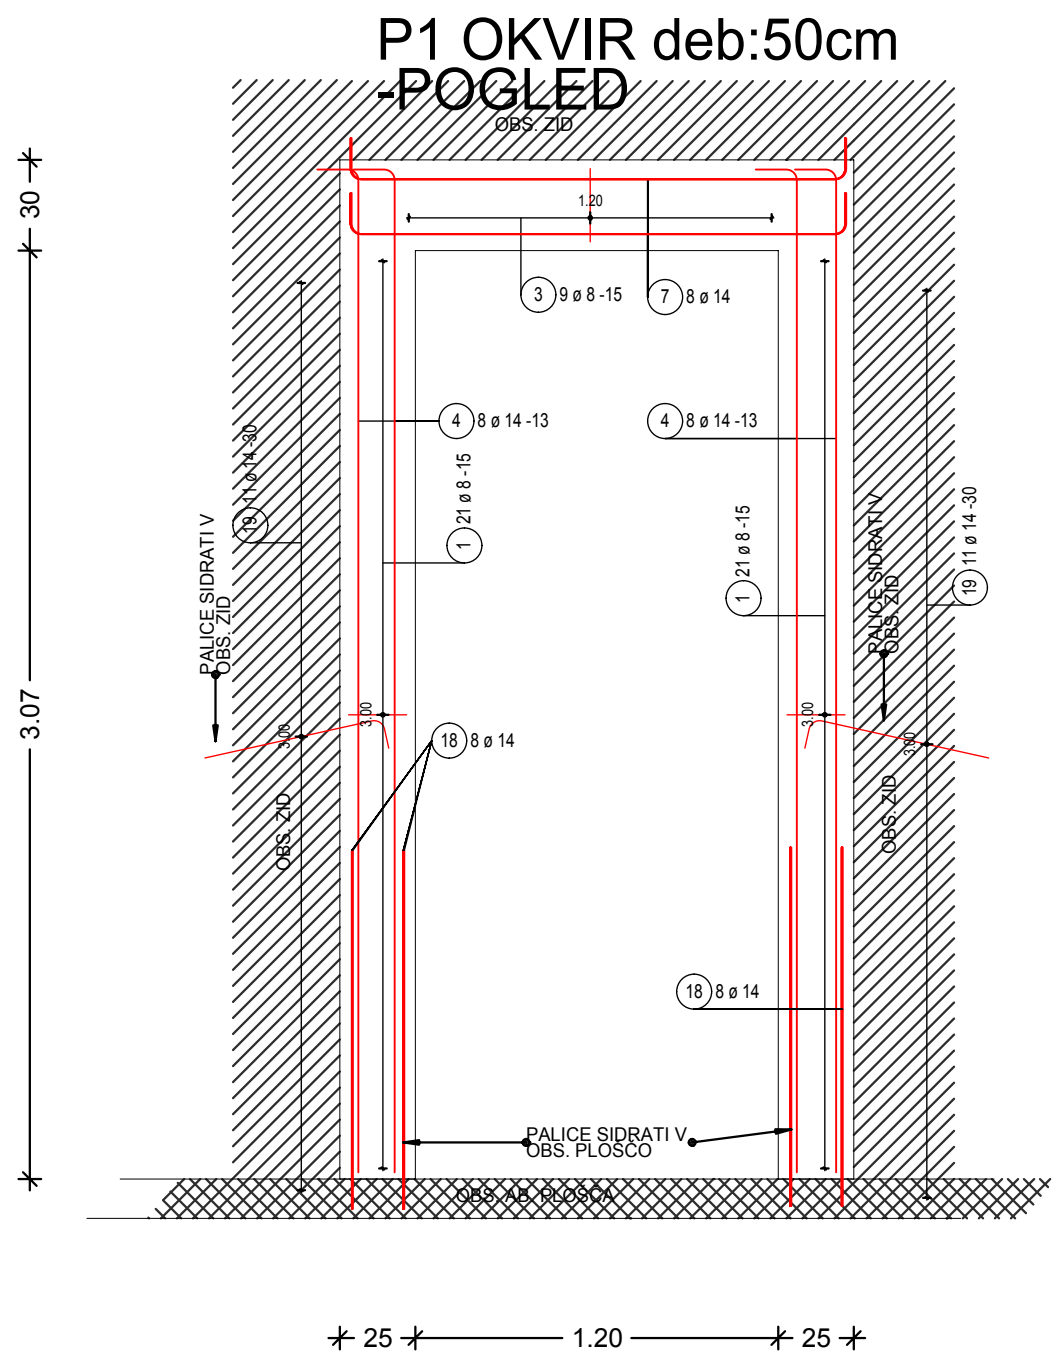 P1 OKVIR deb:50cm
-POGLED
OBS. ZID
30
1.20
3 9 ø 8 -15
7 8 ø 14
4 8 ø 14 -13
4 8 ø 14 -13
19 11 ø 14 -30
1 21 ø 8 -15
1 21 ø 8 -15
19 11 ø 14 -30
PALICE SIDRATI V
OBS. ZID
PALICE SIDRATI V
OBS. ZID
3.07
3.00
3.00
3.00
3.00
18 8 ø 14
OBS. ZID
OBS. ZID
18 8 ø 14
PALICE SIDRATI V
OBS. PLOŠČO
OBS. AB. PLOŠČA
25
1.20
25